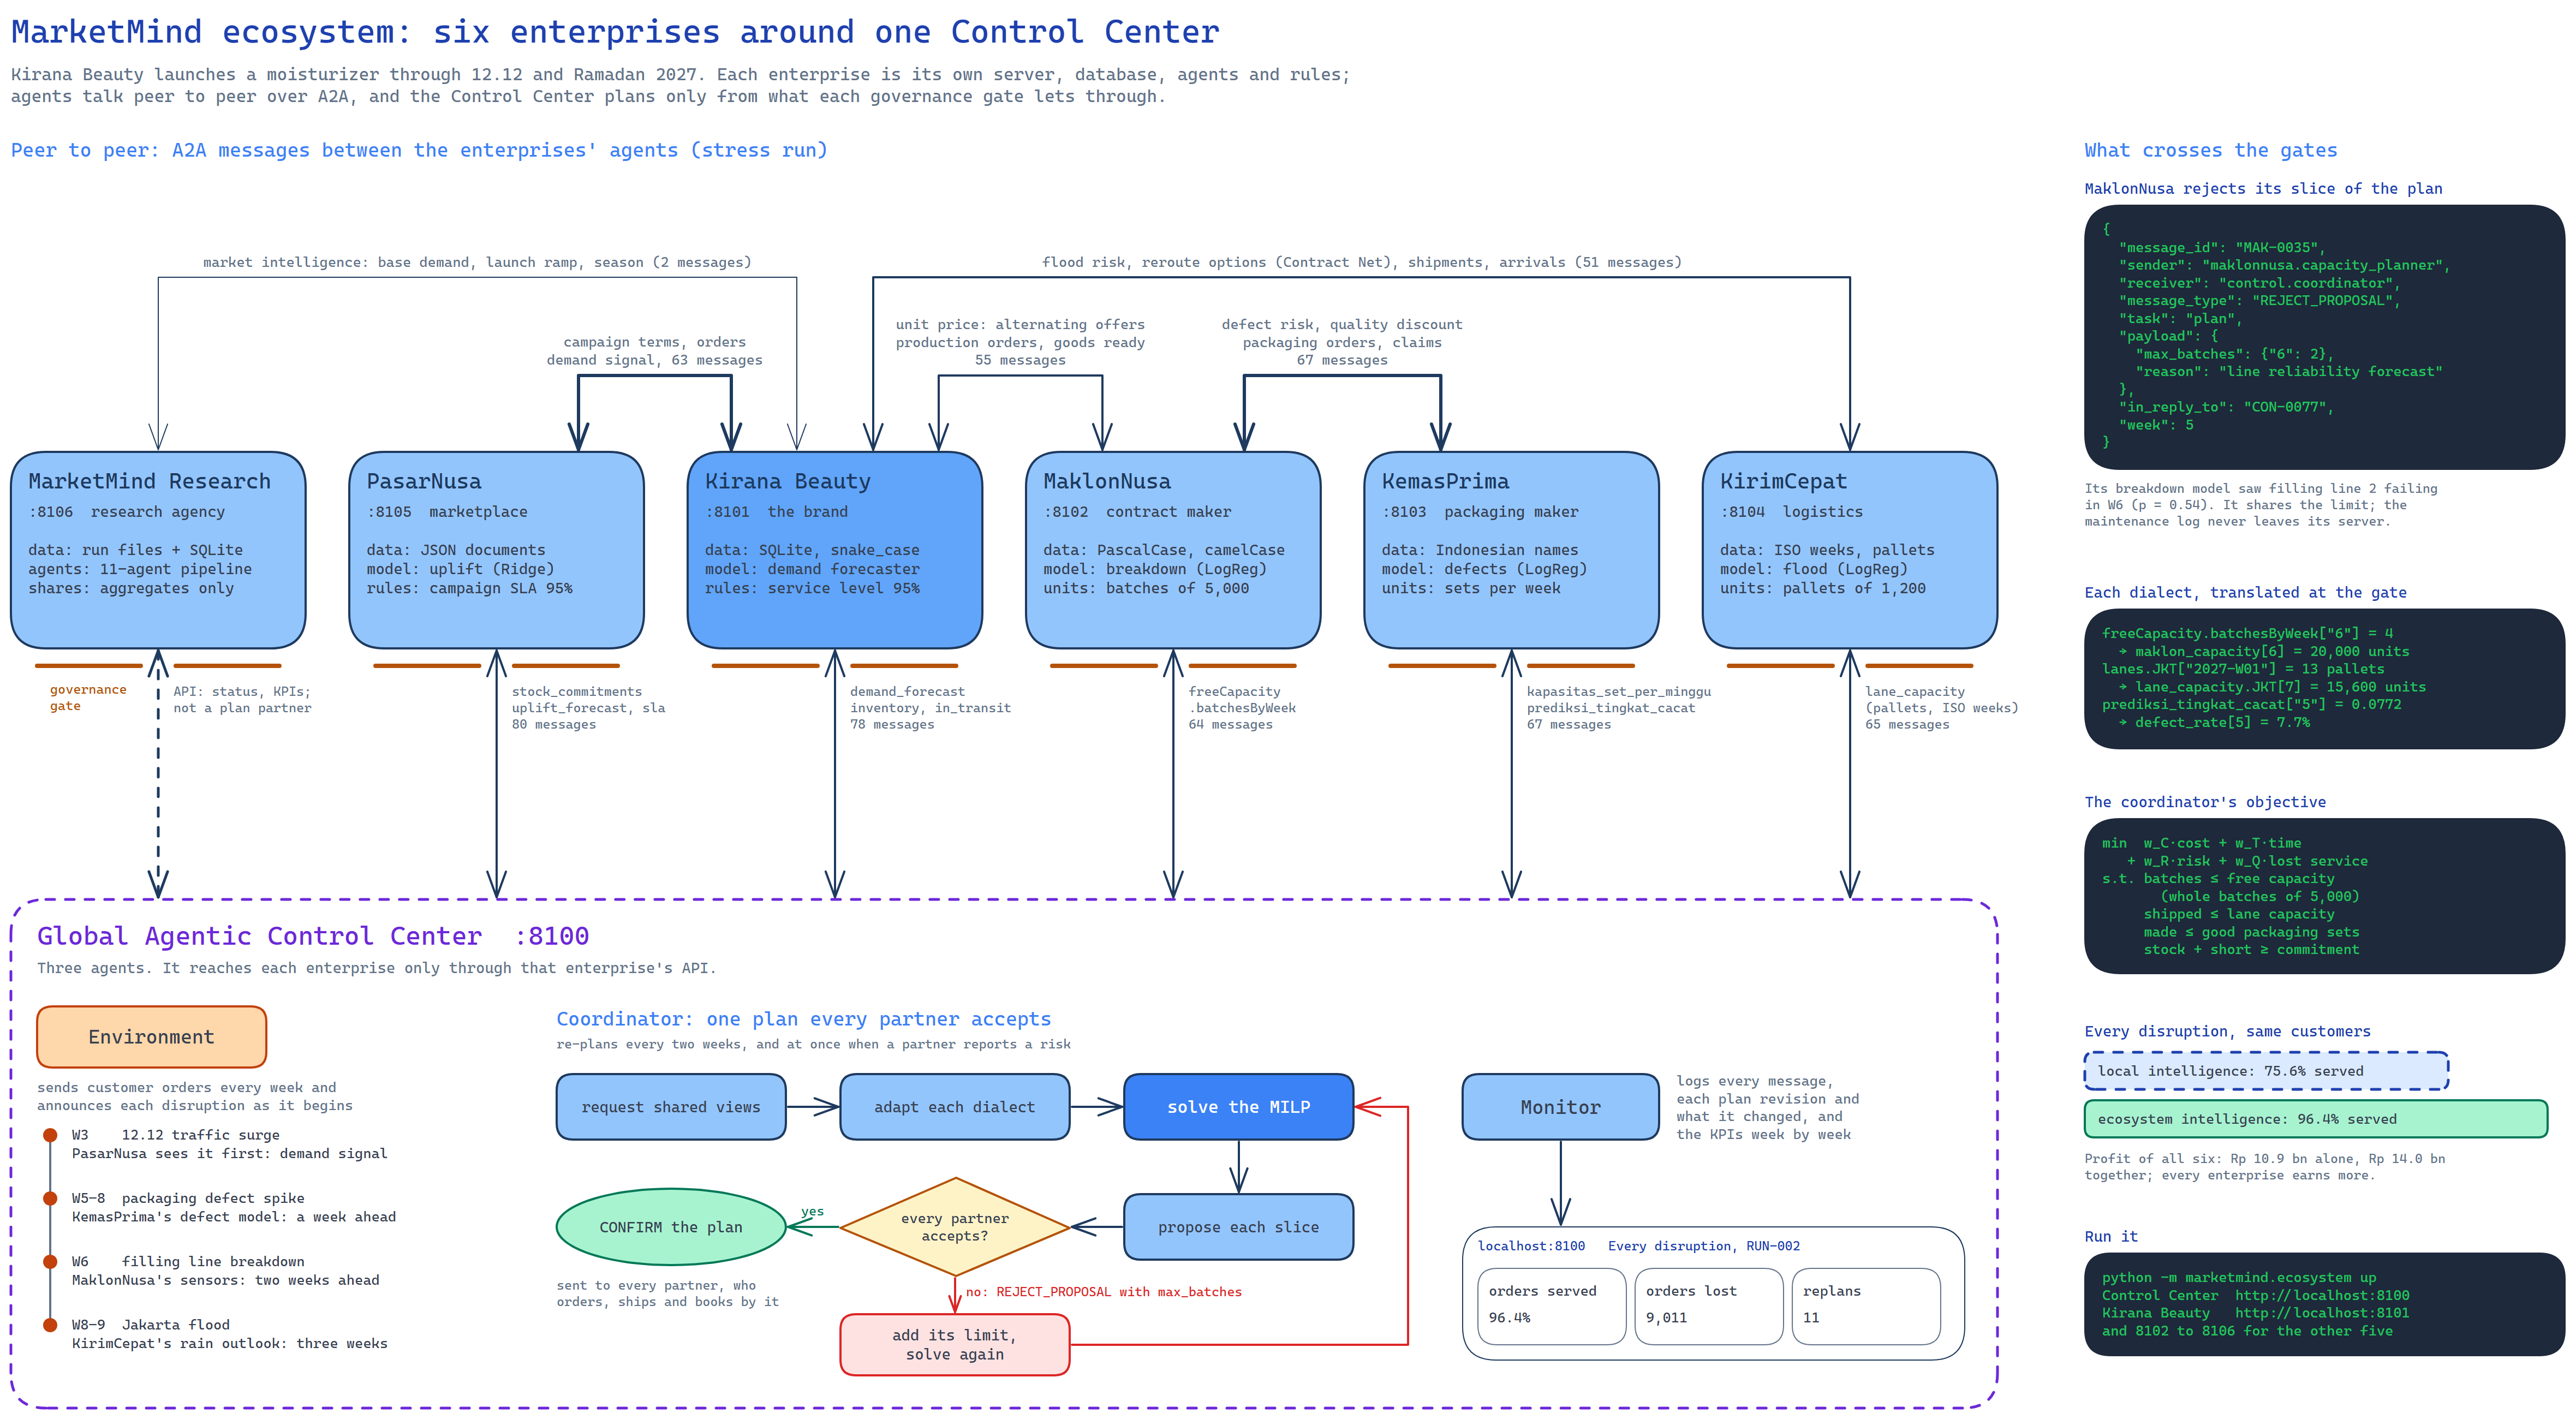 MarketMind ecosystem: six enterprises around one Control Center
Kirana Beauty launches a moisturizer through 12.12 and Ramadan 2027. Each enterprise is its own server, database, agents and rules;
agents talk peer to peer over A2A, and the Control Center plans only from what each governance gate lets through.
Peer to peer: A2A messages between the enterprises' agents (stress run)
market intelligence: base demand, launch ramp, season (2 messages)
flood risk, reroute options (Contract Net), shipments, arrivals (51 messages)
campaign terms, orders
demand signal, 63 messages
unit price: alternating offers
production orders, goods ready
55 messages
defect risk, quality discount
packaging orders, claims
67 messages
MarketMind Research
:8106  research agency
data: run files + SQLite
agents: 11-agent pipeline
shares: aggregates only
PasarNusa
:8105  marketplace
data: JSON documents
model: uplift (Ridge)
rules: campaign SLA 95%
Kirana Beauty
:8101  the brand
data: SQLite, snake_case
model: demand forecaster
rules: service level 95%
MaklonNusa
:8102  contract maker
data: PascalCase, camelCase
model: breakdown (LogReg)
units: batches of 5,000
KemasPrima
:8103  packaging maker
data: Indonesian names
model: defects (LogReg)
units: sets per week
KirimCepat
:8104  logistics
data: ISO weeks, pallets
model: flood (LogReg)
units: pallets of 1,200
governance
gate
API: status, KPIs;
not a plan partner
stock_commitments
uplift_forecast, sla
80 messages
demand_forecast
inventory, in_transit
78 messages
freeCapacity
.batchesByWeek
64 messages
kapasitas_set_per_minggu
prediksi_tingkat_cacat
67 messages
lane_capacity
(pallets, ISO weeks)
65 messages
Global Agentic Control Center  :8100
Three agents. It reaches each enterprise only through that enterprise's API.
Environment
sends customer orders every week and
announces each disruption as it begins
W3    12.12 traffic surge
PasarNusa sees it first: demand signal
W5-8  packaging defect spike
KemasPrima's defect model: a week ahead
W6    filling line breakdown
MaklonNusa's sensors: two weeks ahead
W8-9  Jakarta flood
KirimCepat's rain outlook: three weeks
Coordinator: one plan every partner accepts
re-plans every two weeks, and at once when a partner reports a risk
request shared views
adapt each dialect
solve the MILP
CONFIRM the plan
yes
every partner
accepts?
propose each slice
sent to every partner, who
orders, ships and books by it
no: REJECT_PROPOSAL with max_batches
add its limit,
solve again
Monitor
logs every message,
each plan revision and
what it changed, and
the KPIs week by week
localhost:8100   Every disruption, RUN-002
orders served
96.4%
orders lost
9,011
replans
11
What crosses the gates
MaklonNusa rejects its slice of the plan
{
  "message_id": "MAK-0035",
  "sender": "maklonnusa.capacity_planner",
  "receiver": "control.coordinator",
  "message_type": "REJECT_PROPOSAL",
  "task": "plan",
  "payload": {
    "max_batches": {"6": 2},
    "reason": "line reliability forecast"
  },
  "in_reply_to": "CON-0077",
  "week": 5
}
Its breakdown model saw filling line 2 failing
in W6 (p = 0.54). It shares the limit; the
maintenance log never leaves its server.
Each dialect, translated at the gate
freeCapacity.batchesByWeek["6"] = 4
  → maklon_capacity[6] = 20,000 units
lanes.JKT["2027-W01"] = 13 pallets
  → lane_capacity.JKT[7] = 15,600 units
prediksi_tingkat_cacat["5"] = 0.0772
  → defect_rate[5] = 7.7%
The coordinator's objective
min  w_C·cost + w_T·time
   + w_R·risk + w_Q·lost service
s.t. batches ≤ free capacity
       (whole batches of 5,000)
     shipped ≤ lane capacity
     made ≤ good packaging sets
     stock + short ≥ commitment
Every disruption, same customers
local intelligence: 75.6% served
ecosystem intelligence: 96.4% served
Profit of all six: Rp 10.9 bn alone, Rp 14.0 bn
together; every enterprise earns more.
Run it
python -m marketmind.ecosystem up
Control Center  http://localhost:8100
Kirana Beauty   http://localhost:8101
and 8102 to 8106 for the other five